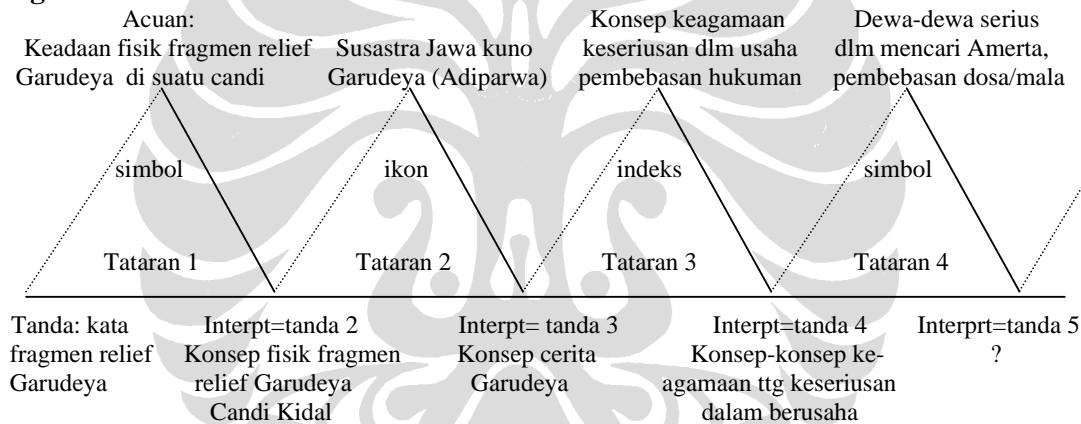 Acuan:
Keadaan fisik fragmen relief
Garudeya di suatu candi
Susastra Jawa kuno
Garudeya (Adiparwa)
Konsep keagamaan
keseriusan dlm usaha
pembebasan hukuman
Dewa-dewa serius
dlm mencari Amerta,
pembebasan dosa/mala
simbol
ikon
indeks
simbol
Tataran 1
Tataran 2
Tataran 3
Tataran 4
Tanda: kata
fragmen relief
Garudeya
Interpt=tanda 2
Konsep fisik fragmen
relief Garudeya
Candi Kidal
Interpt= tanda 3
Konsep cerita
Garudeya
Interpt=tanda 4
Konsep-konsep ke-
agamaan ttg keseriusan
dalam berusaha
Interprt=tanda 5
?